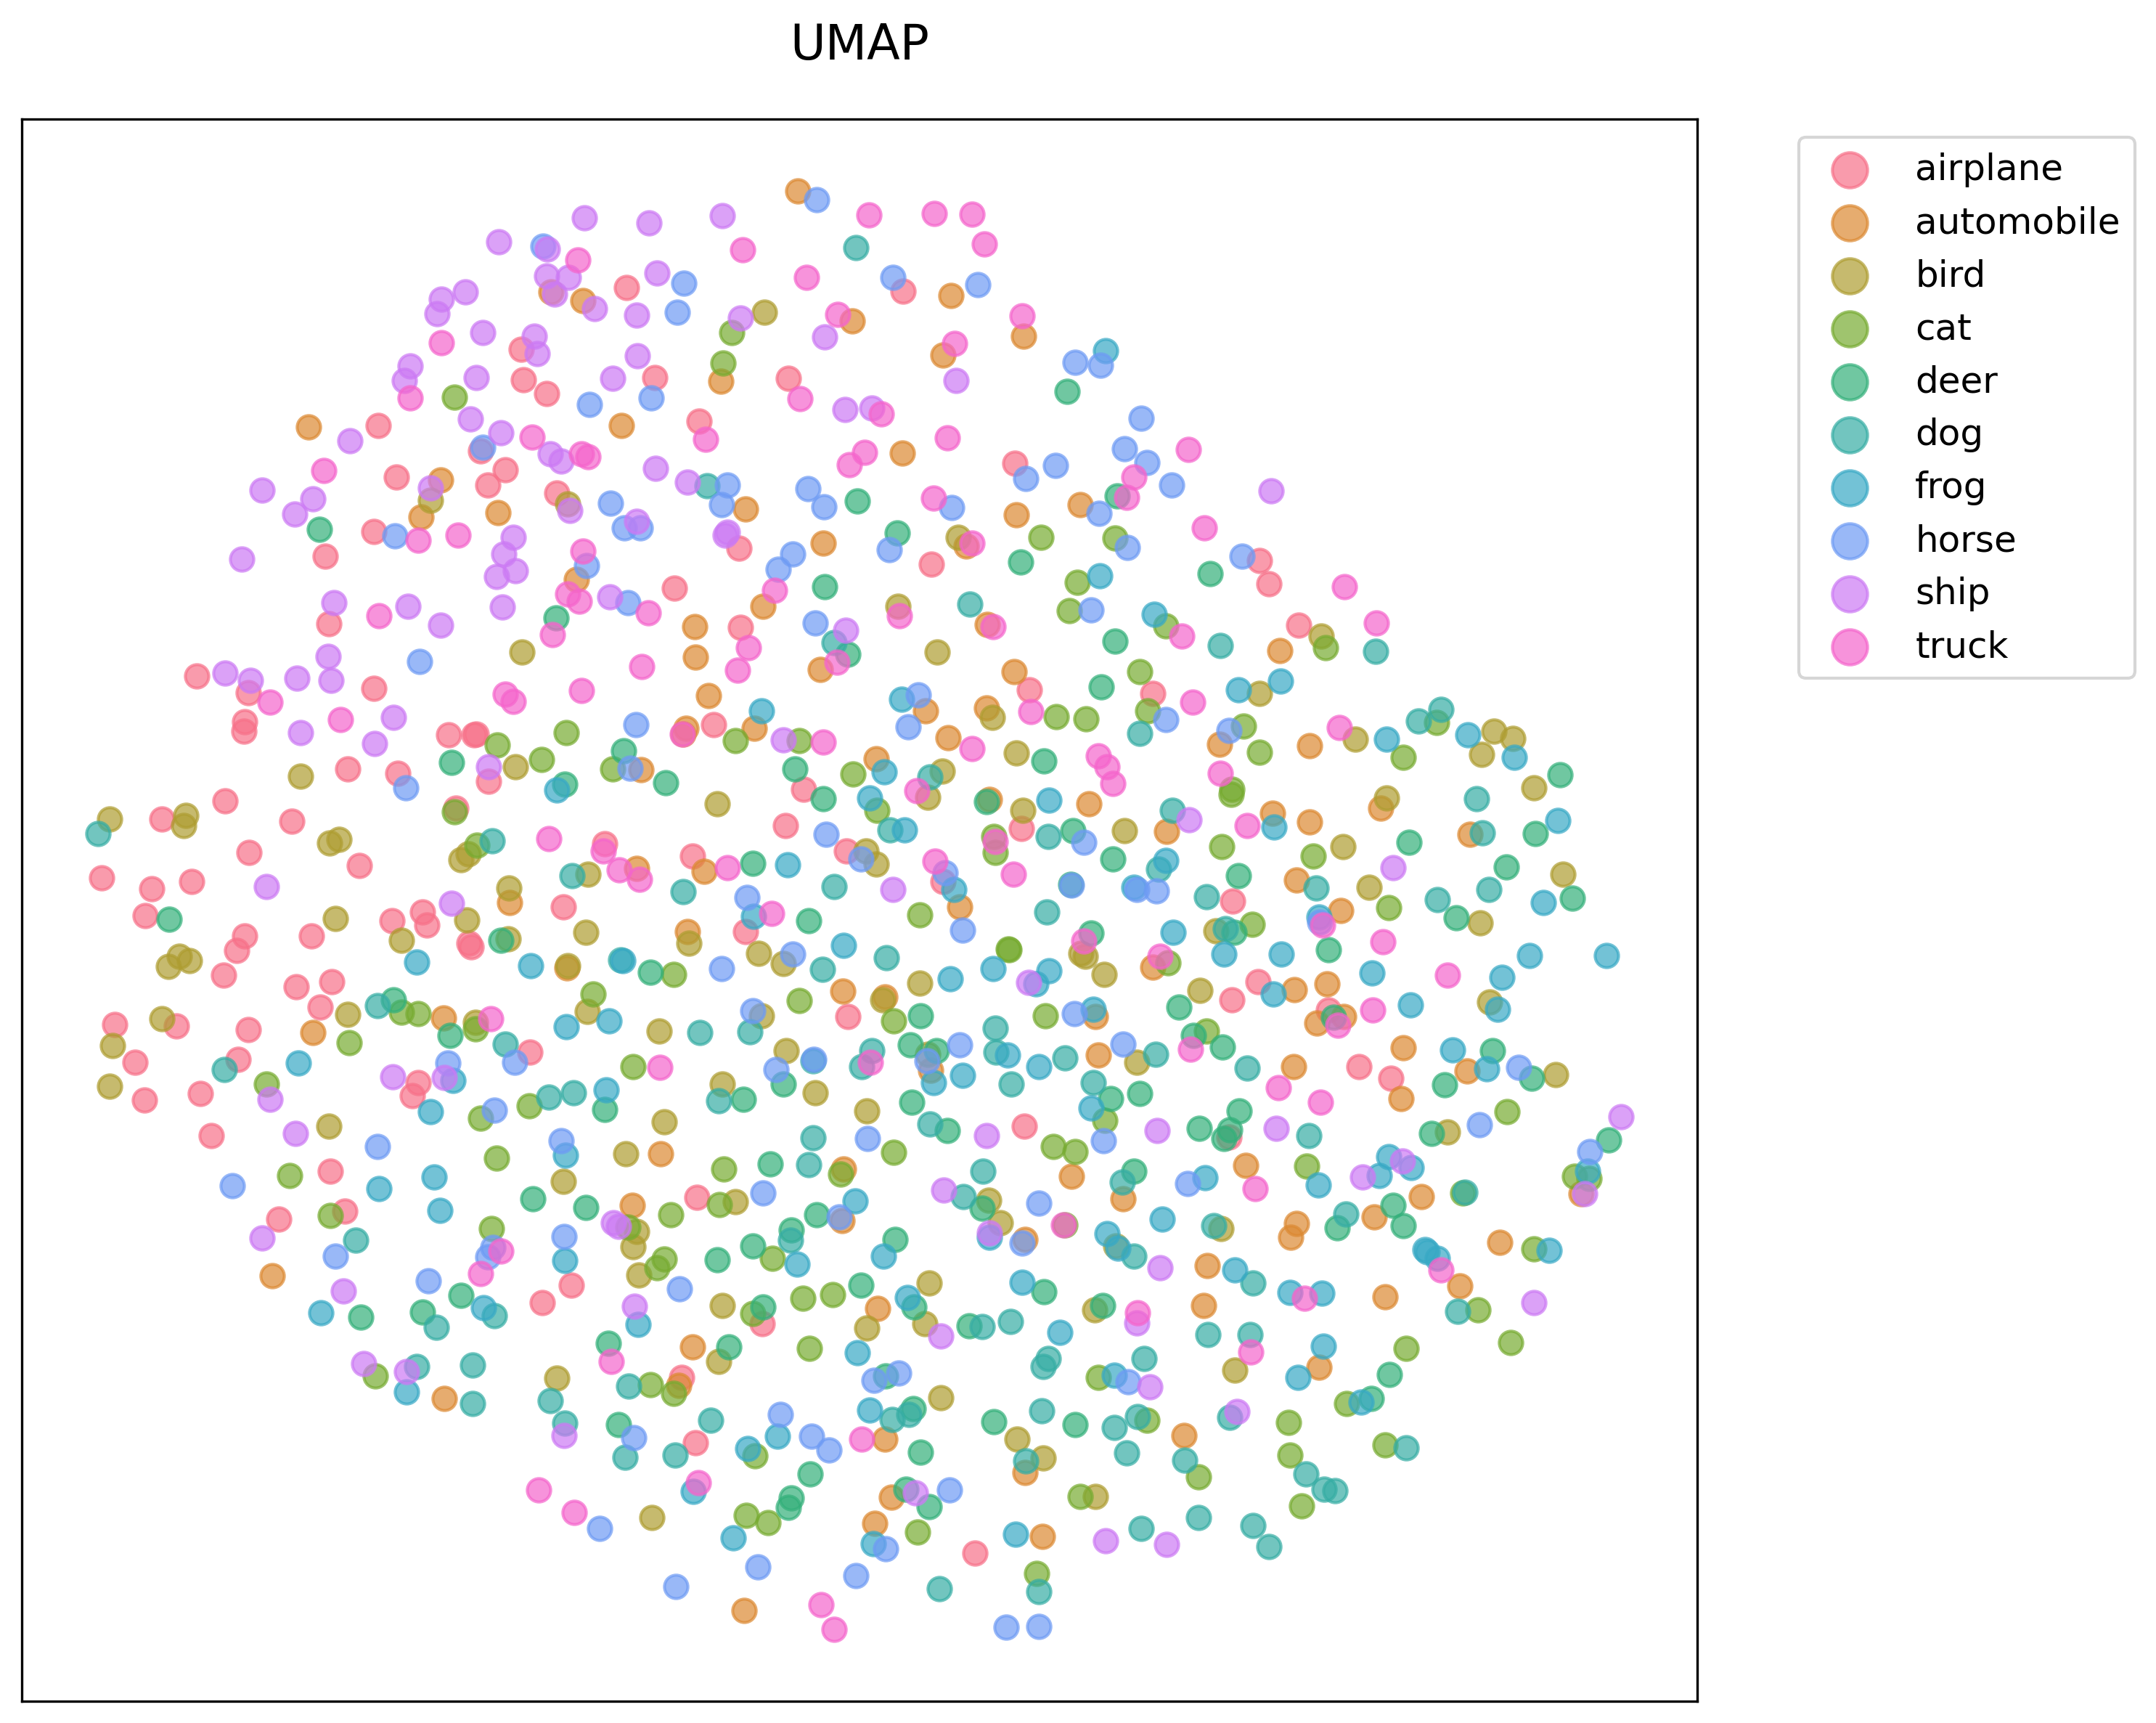 UMAP
airplane
automobile
bird
cat
deer
dog
frog
horse
ship
truck